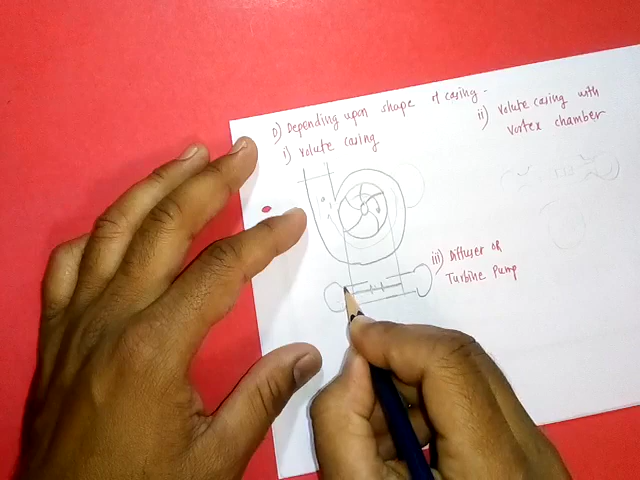 D) Depending upon shape of casing.
i) Volute casing
ii) Volute casing with
Vortex chamber
iii) Diffuser OR
Turbine Pump